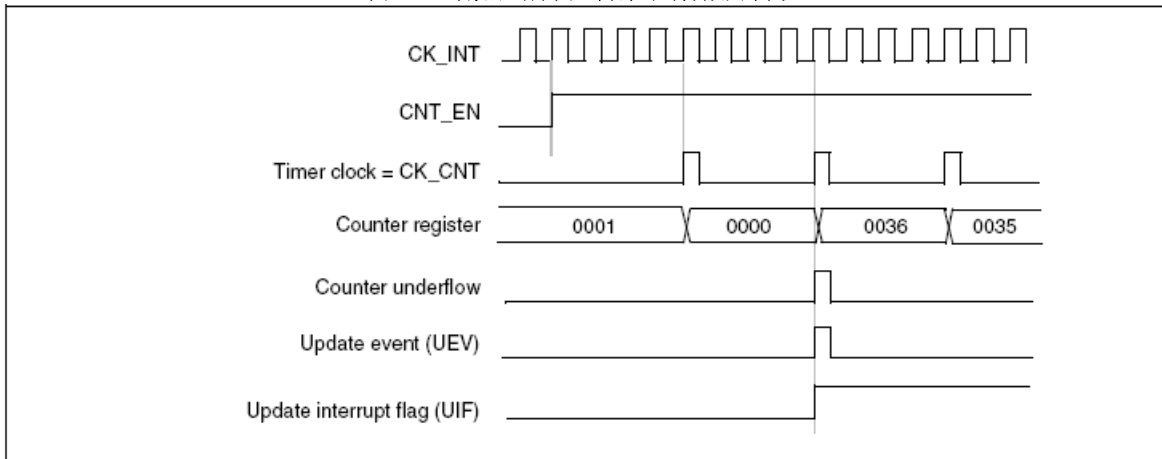 CK_INT
CNT_EN
Timer clock = CK_CNT
Counter register 0001 0000 0036 0035
Counter underflow
Update event (UEV)
Update interrupt flag (UIF)